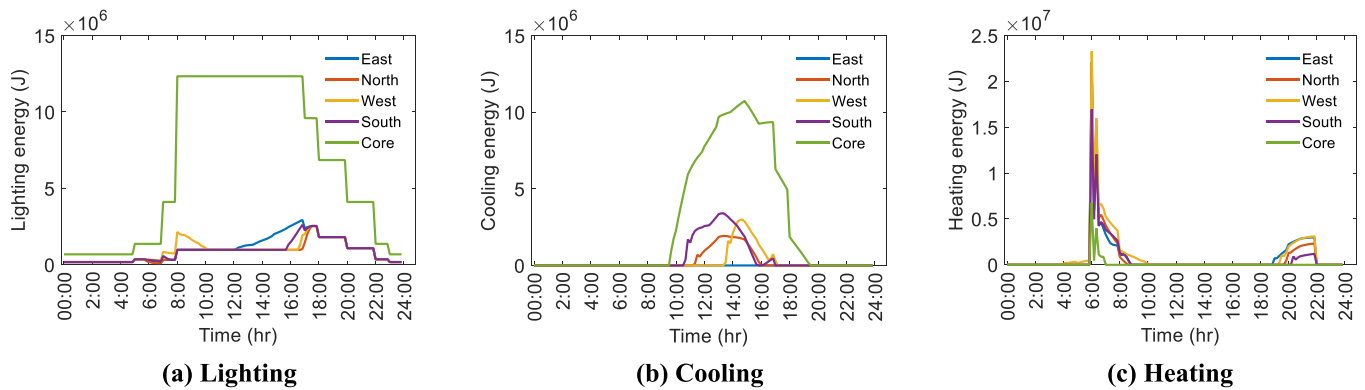 ×10⁶
15
10
5
0
Lighting energy (J)
East
North
West
South
Core
00:00
2:00
4:00
6:00
8:00
10:00
12:00
14:00
16:00
18:00
20:00
22:00
24:00
Time (hr)
(a) Lighting
×10⁶
15
10
5
0
Cooling energy (J)
East
North
West
South
Core
00:00
2:00
4:00
6:00
8:00
10:00
12:00
14:00
16:00
18:00
20:00
22:00
24:00
Time (hr)
(b) Cooling
×10⁷
2.5
2
1.5
1
0.5
0
Heating energy (J)
East
North
West
South
Core
00:00
2:00
4:00
6:00
8:00
10:00
12:00
14:00
16:00
18:00
20:00
22:00
24:00
Time (hr)
(c) Heating